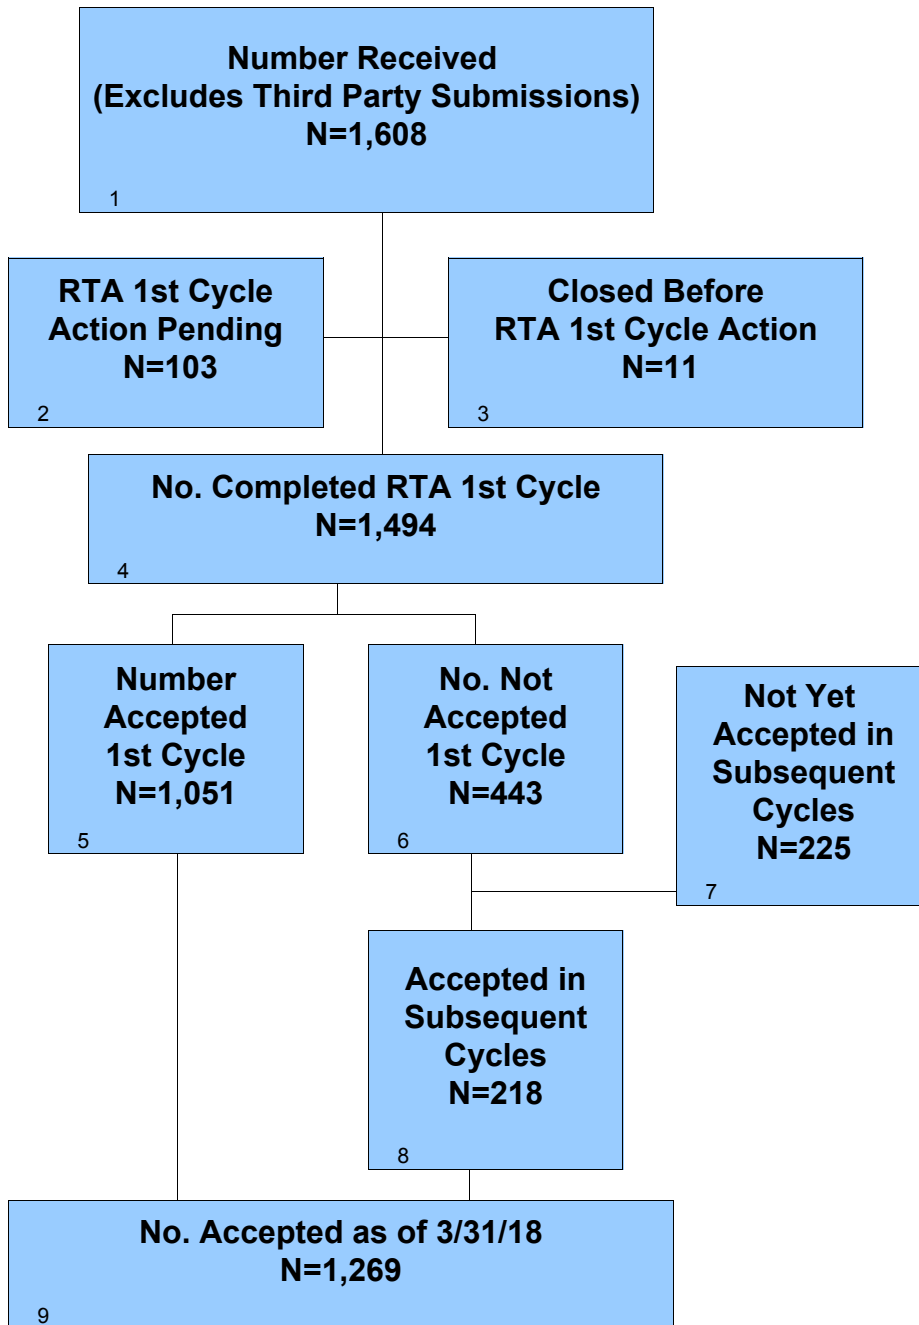 Number Received
(Excludes Third Party Submissions)
N=1,608
1
RTA 1st Cycle
Action Pending
N=103
2
Closed Before
RTA 1st Cycle Action
N=11
3
No. Completed RTA 1st Cycle
N=1,494
4
Number
Accepted
1st Cycle
N=1,051
5
No. Not
Accepted
1st Cycle
N=443
6
Not Yet
Accepted in
Subsequent
Cycles
N=225
7
Accepted in
Subsequent
Cycles
N=218
8
No. Accepted as of 3/31/18
N=1,269
9